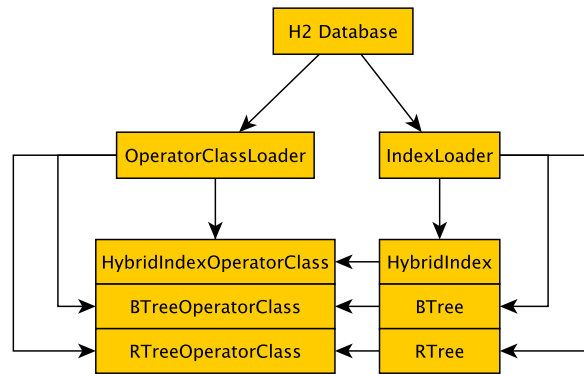 H2 Database
OperatorClassLoader
IndexLoader
HybridIndexOperatorClass
HybridIndex
BTreeOperatorClass
BTree
RTreeOperatorClass
RTree